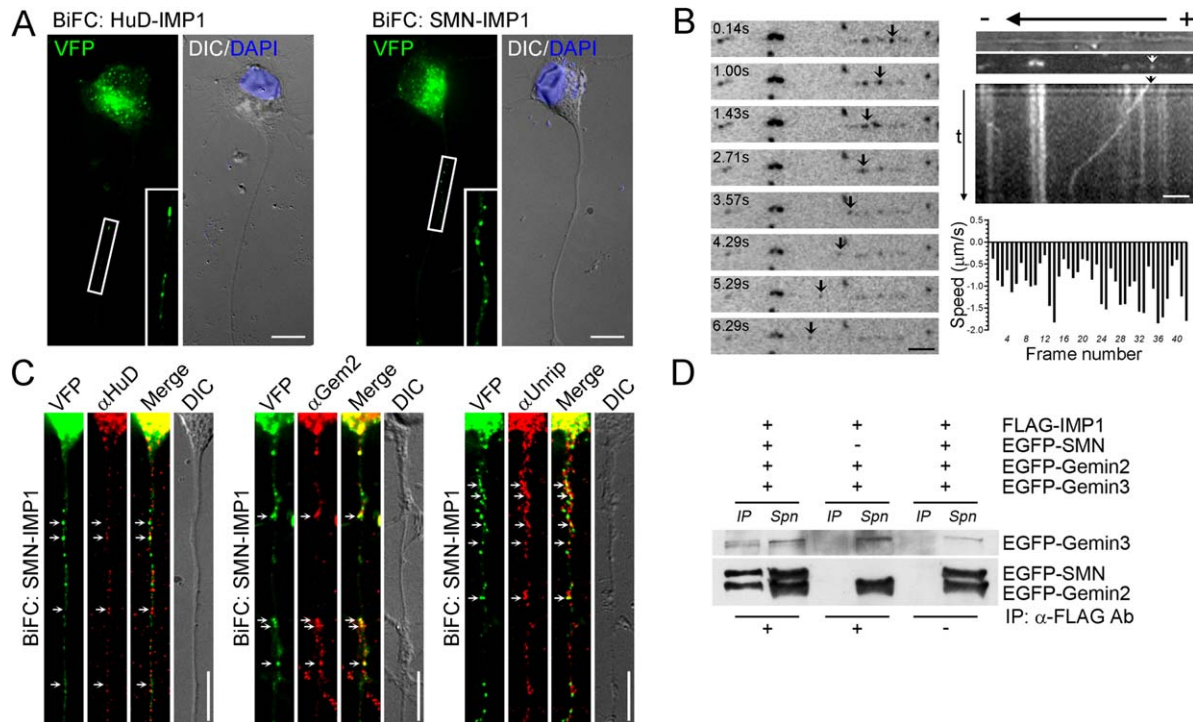 A
BiFC: HuD-IMP1
VFP
DIC/DAPI
BiFC: SMN-IMP1
VFP
DIC/DAPI
B
0.14s
1.00s
1.43s
2.71s
3.57s
4.29s
5.29s
6.29s
- +
t
Speed (μm/s)
0.0
-0.5
-1.0
-1.5
-2.0
4 8 12 16 20 24 28 32 36 40
Frame number
C
BiFC: SMN-IMP1
VFP αHuD Merge DIC
BiFC: SMN-IMP1
VFP αGem2 Merge DIC
BiFC: SMN-IMP1
VFP αUnrip Merge DIC
D
+ + + FLAG-IMP1
+ - + EGFP-SMN
+ + + EGFP-Gemin2
+ + + EGFP-Gemin3
IP Spn IP Spn IP Spn
EGFP-Gemin3
EGFP-SMN
EGFP-Gemin2
IP: α-FLAG Ab
+ + -